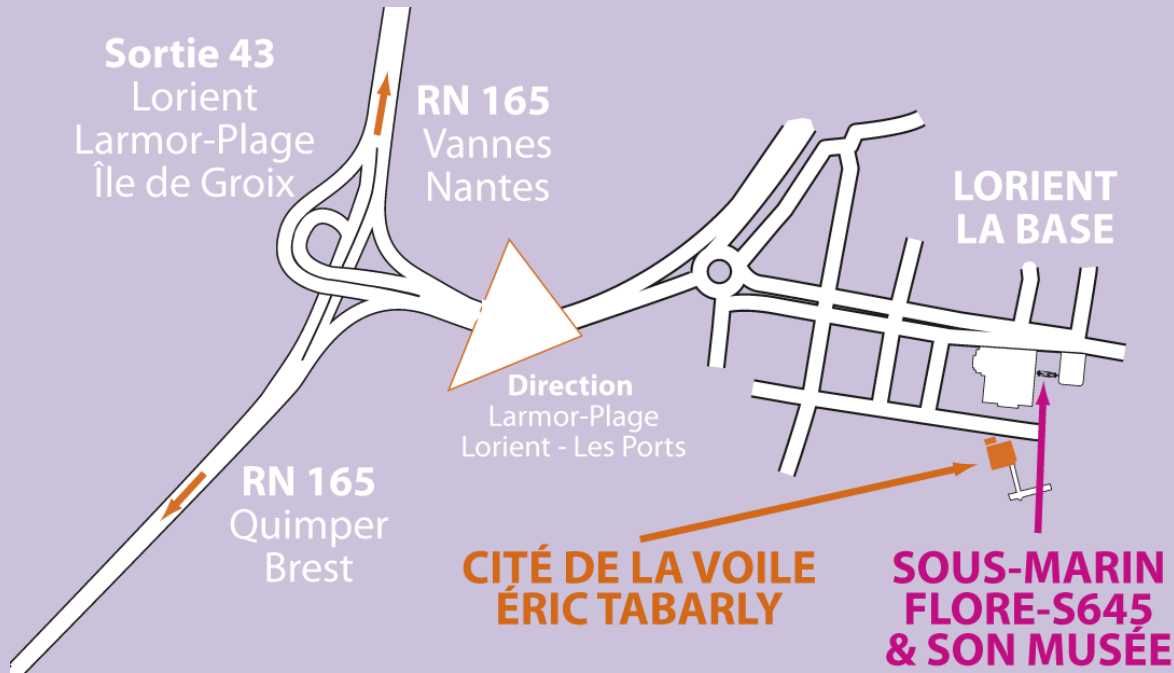 Sortie 43
Lorient
Larmor-Plage
Île de Groix
RN 165
Vannes
Nantes
LORIENT
LA BASE
Direction
Larmor-Plage
Lorient - Les Ports
RN 165
Quimper
Brest
CITÉ DE LA VOILE
ÉRIC TABARLY
SOUS-MARIN
FLORE-S645
& SON MUSÉE